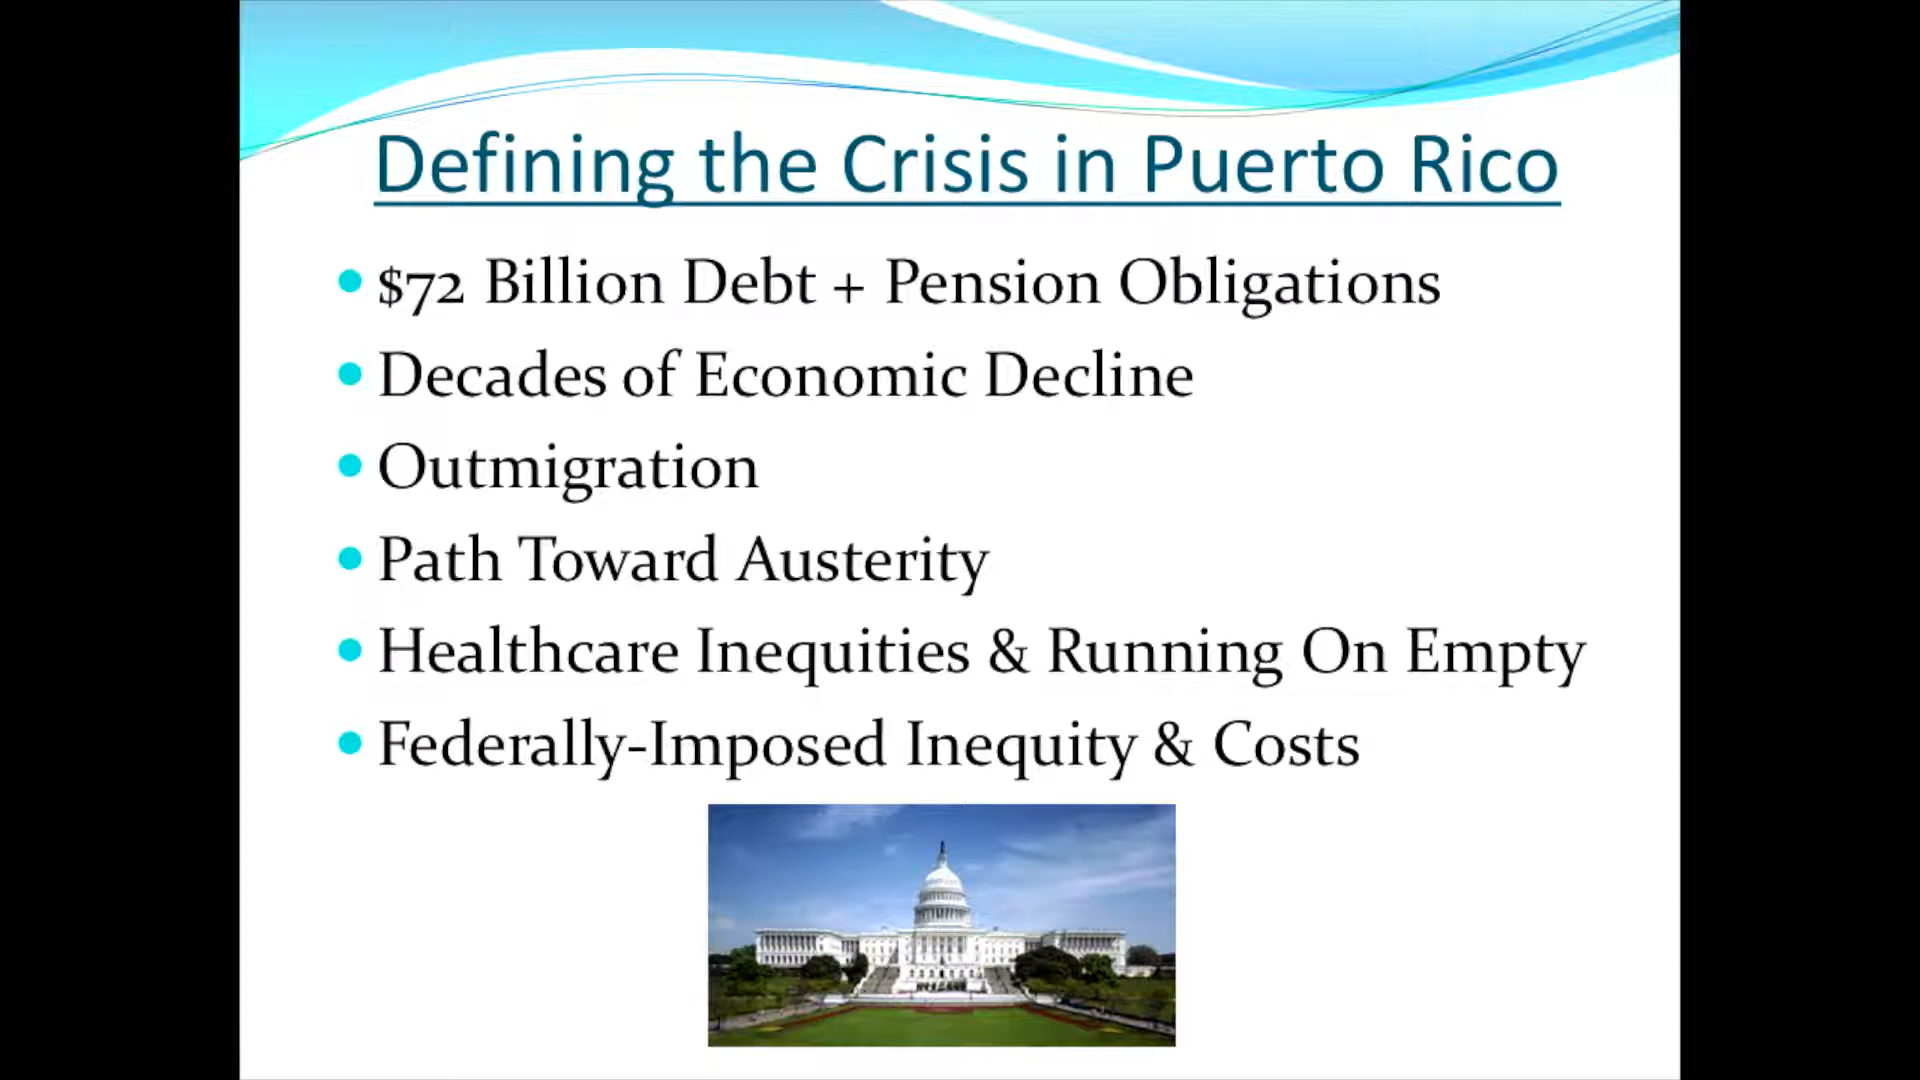 Defining the Crisis in Puerto Rico
• $72 Billion Debt + Pension Obligations
• Decades of Economic Decline
• Outmigration
• Path Toward Austerity
• Healthcare Inequities & Running On Empty
• Federally-Imposed Inequity & Costs